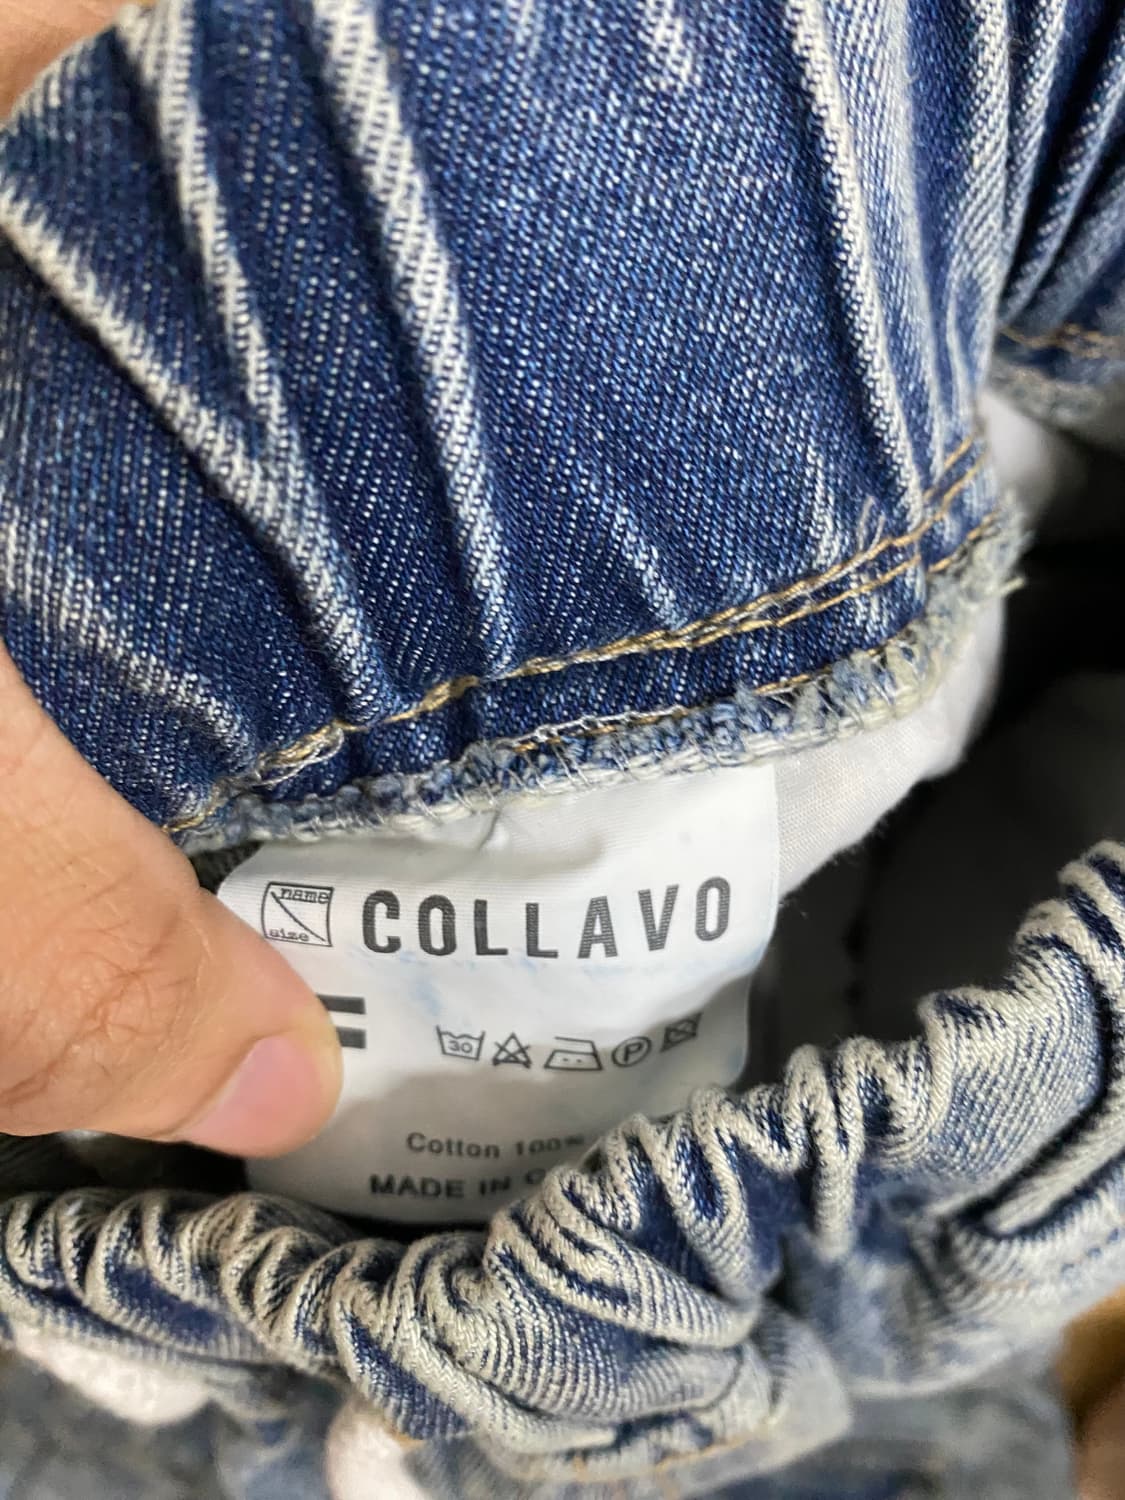 name
size
COLLAVO
30
P
Cotton 100%
MADE IN